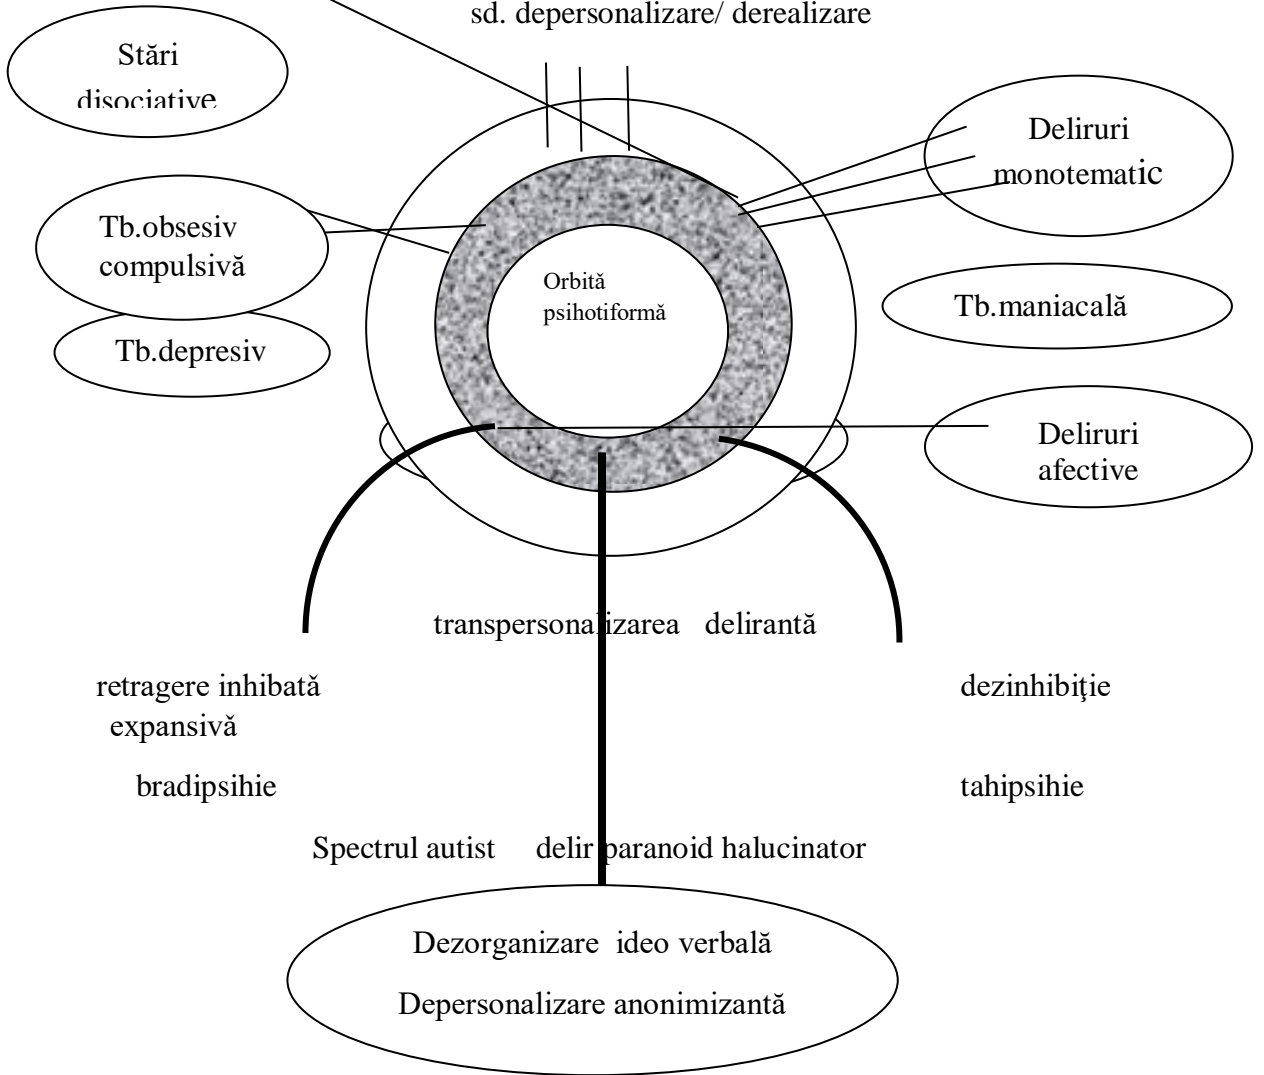 sd. depersonalizare/ derealizare
Stări
disociative
Deliruri
monotematic
Tb.obsesiv
compulsivă
Orbită
psihotiformă
Tb.maniacală
Tb.depresiv
Deliruri
afective
transpersonalizarea delirantă
retragere inhibată
dezinhibiţie
expansivă
bradipsihie
tahipsihie
Spectrul autist delir paranoid halucinator
Dezorganizare ideo verbală
Depersonalizare anonimizantă